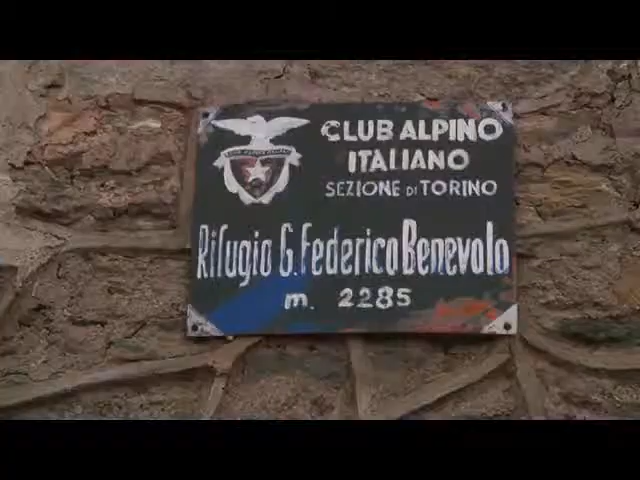 CLUB ALPINO
ITALIANO
SEZIONE DI TORINO
Rifugio G. Federico Benevolo
m. 2285